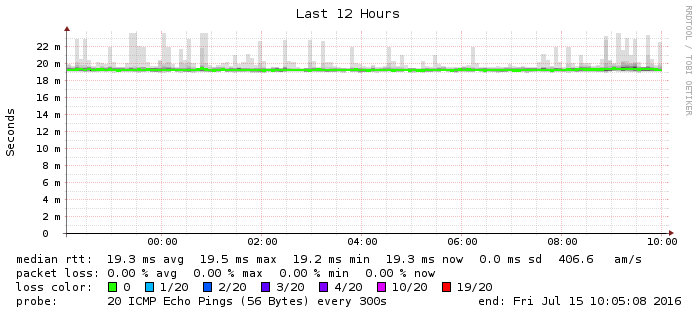 Last 12 Hours
RRDTOOL / TOBI OETIKER
Seconds
22 m
20 m
18 m
16 m
14 m
12 m
10 m
8 m
6 m
4 m
2 m
0
00:00 02:00 04:00 06:00 08:00 10:00
median rtt: 19.3 ms avg 19.5 ms max 19.2 ms min 19.3 ms now 0.0 ms sd 406.6 am/s
packet loss: 0.00 % avg 0.00 % max 0.00 % min 0.00 % now
loss color: 0 1/20 2/20 3/20 4/20 10/20 19/20
probe: 20 ICMP Echo Pings (56 Bytes) every 300s end: Fri Jul 15 10:05:08 2016